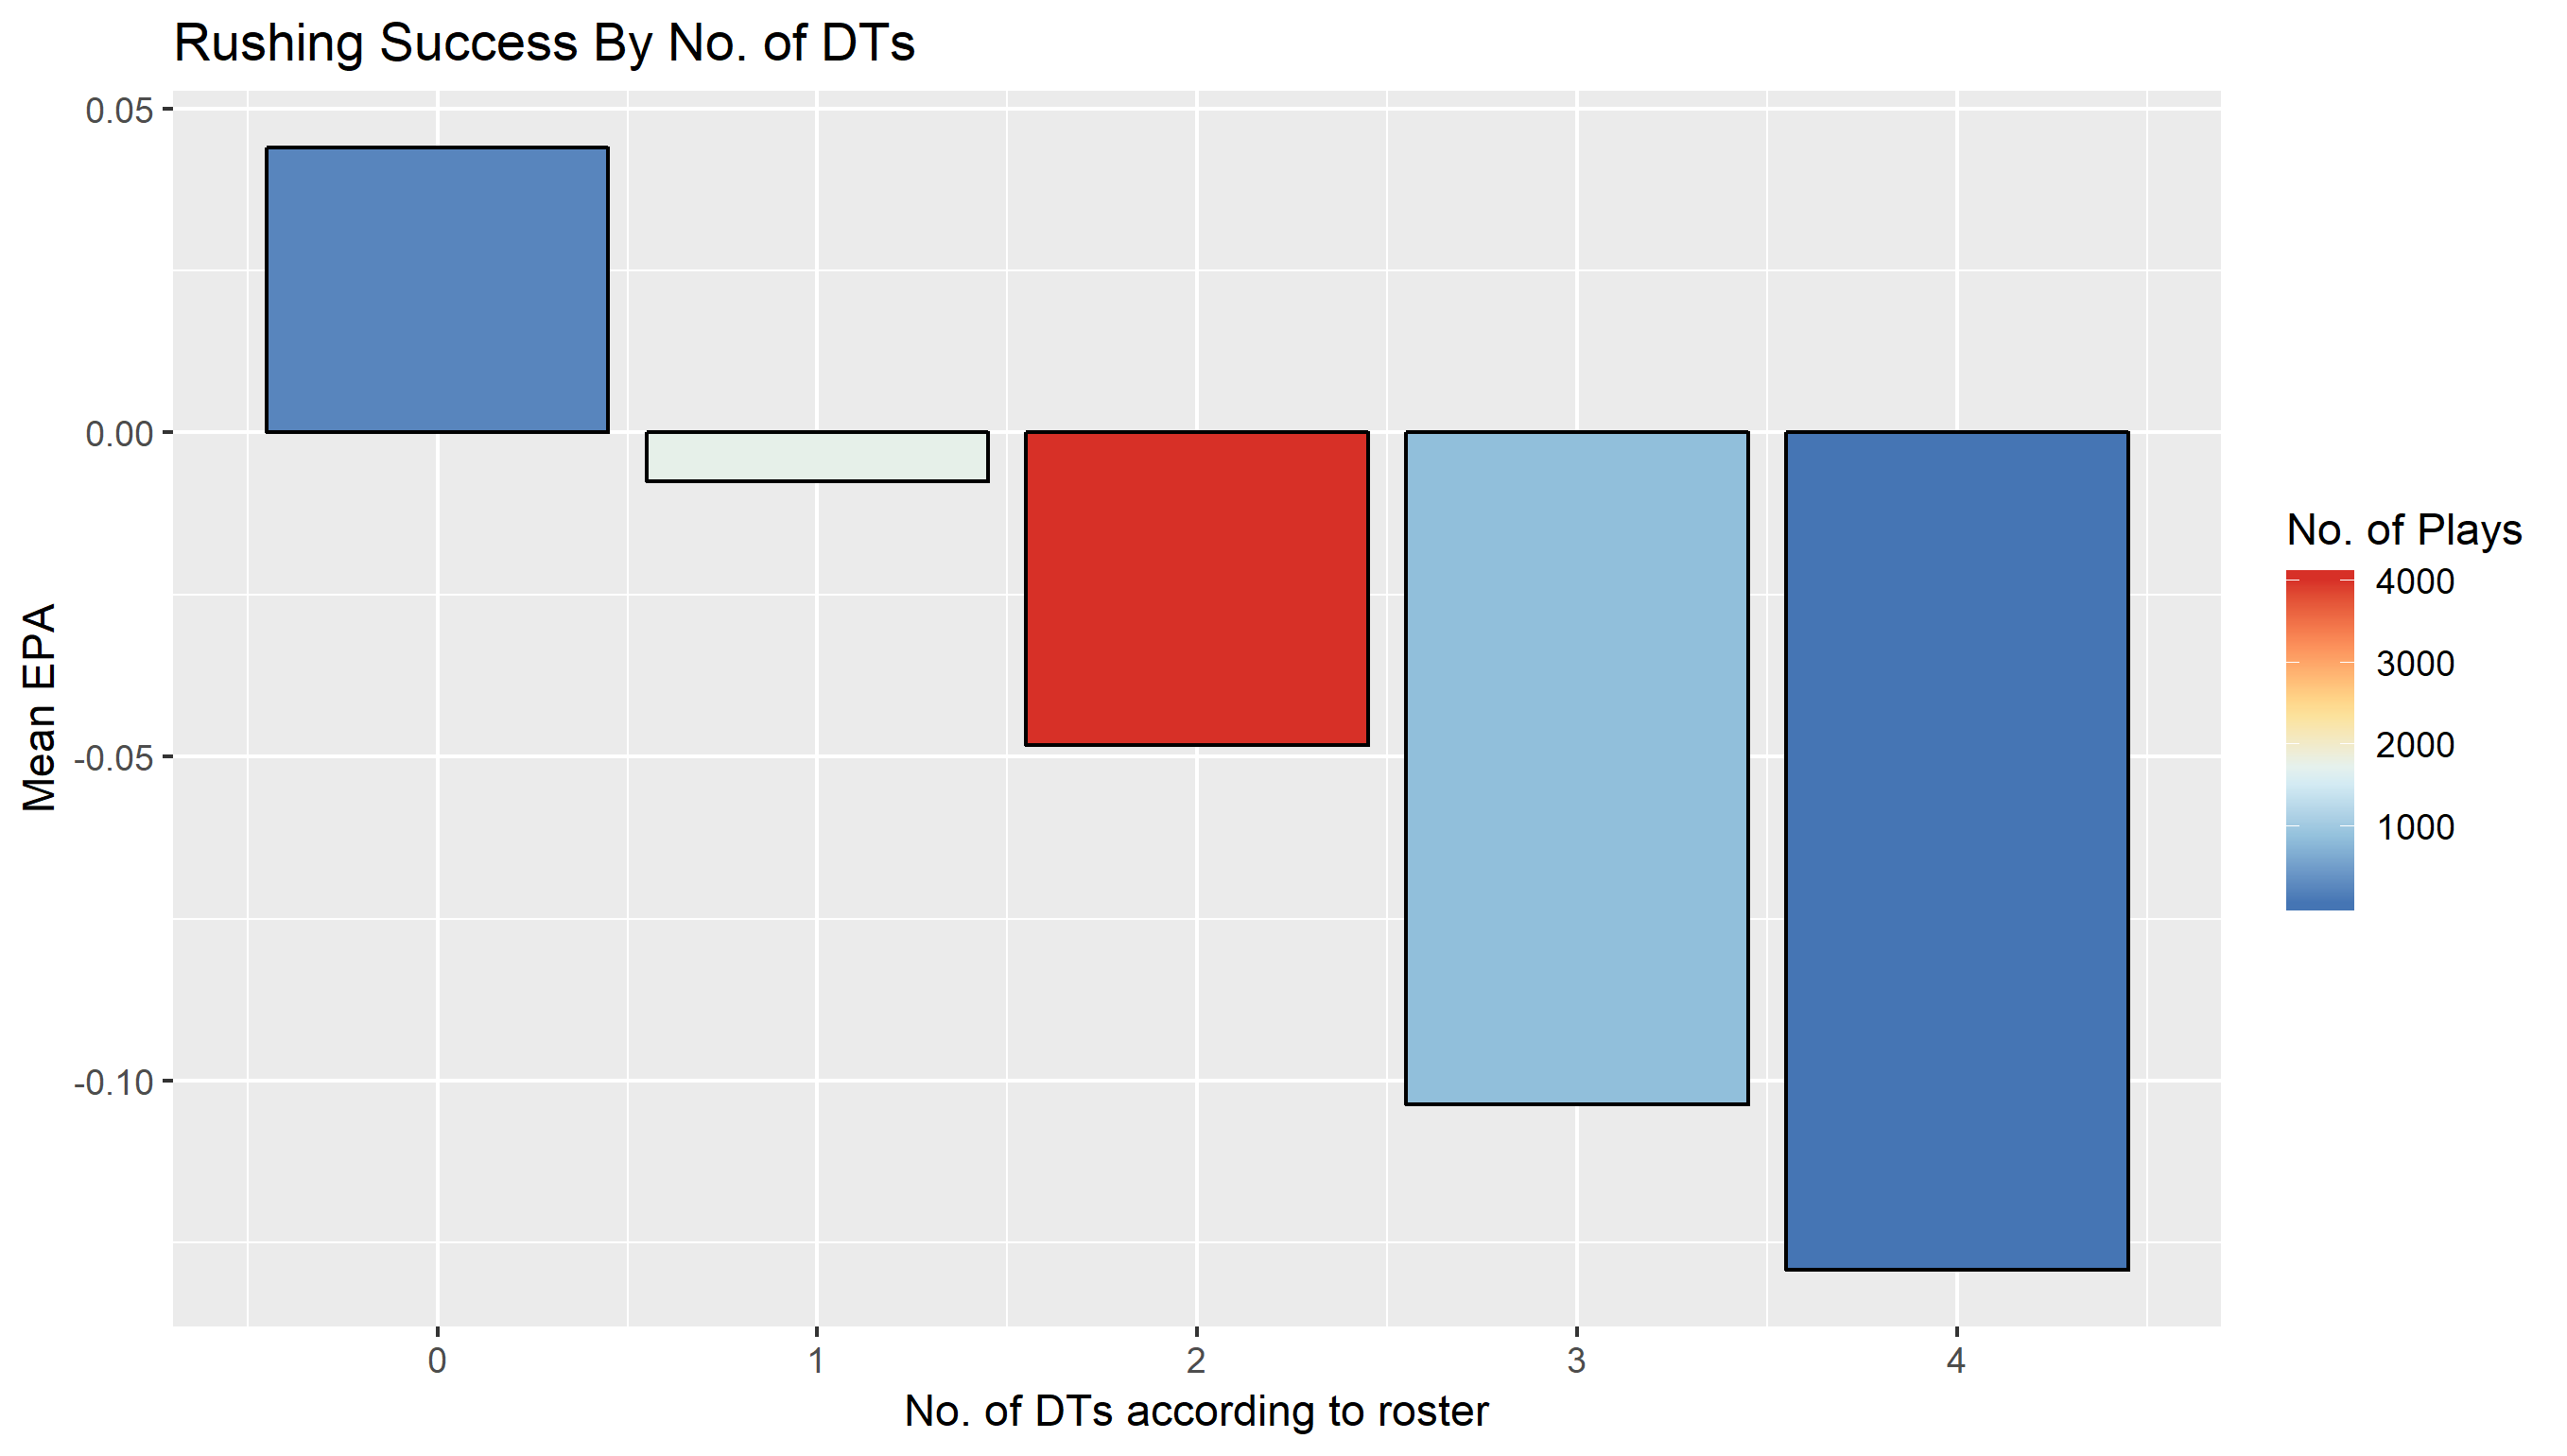 Rushing Success By No. of DTs
0.05
0.00
-0.05
-0.10
Mean EPA
0 1 2 3 4
No. of DTs according to roster
No. of Plays
4000
3000
2000
1000